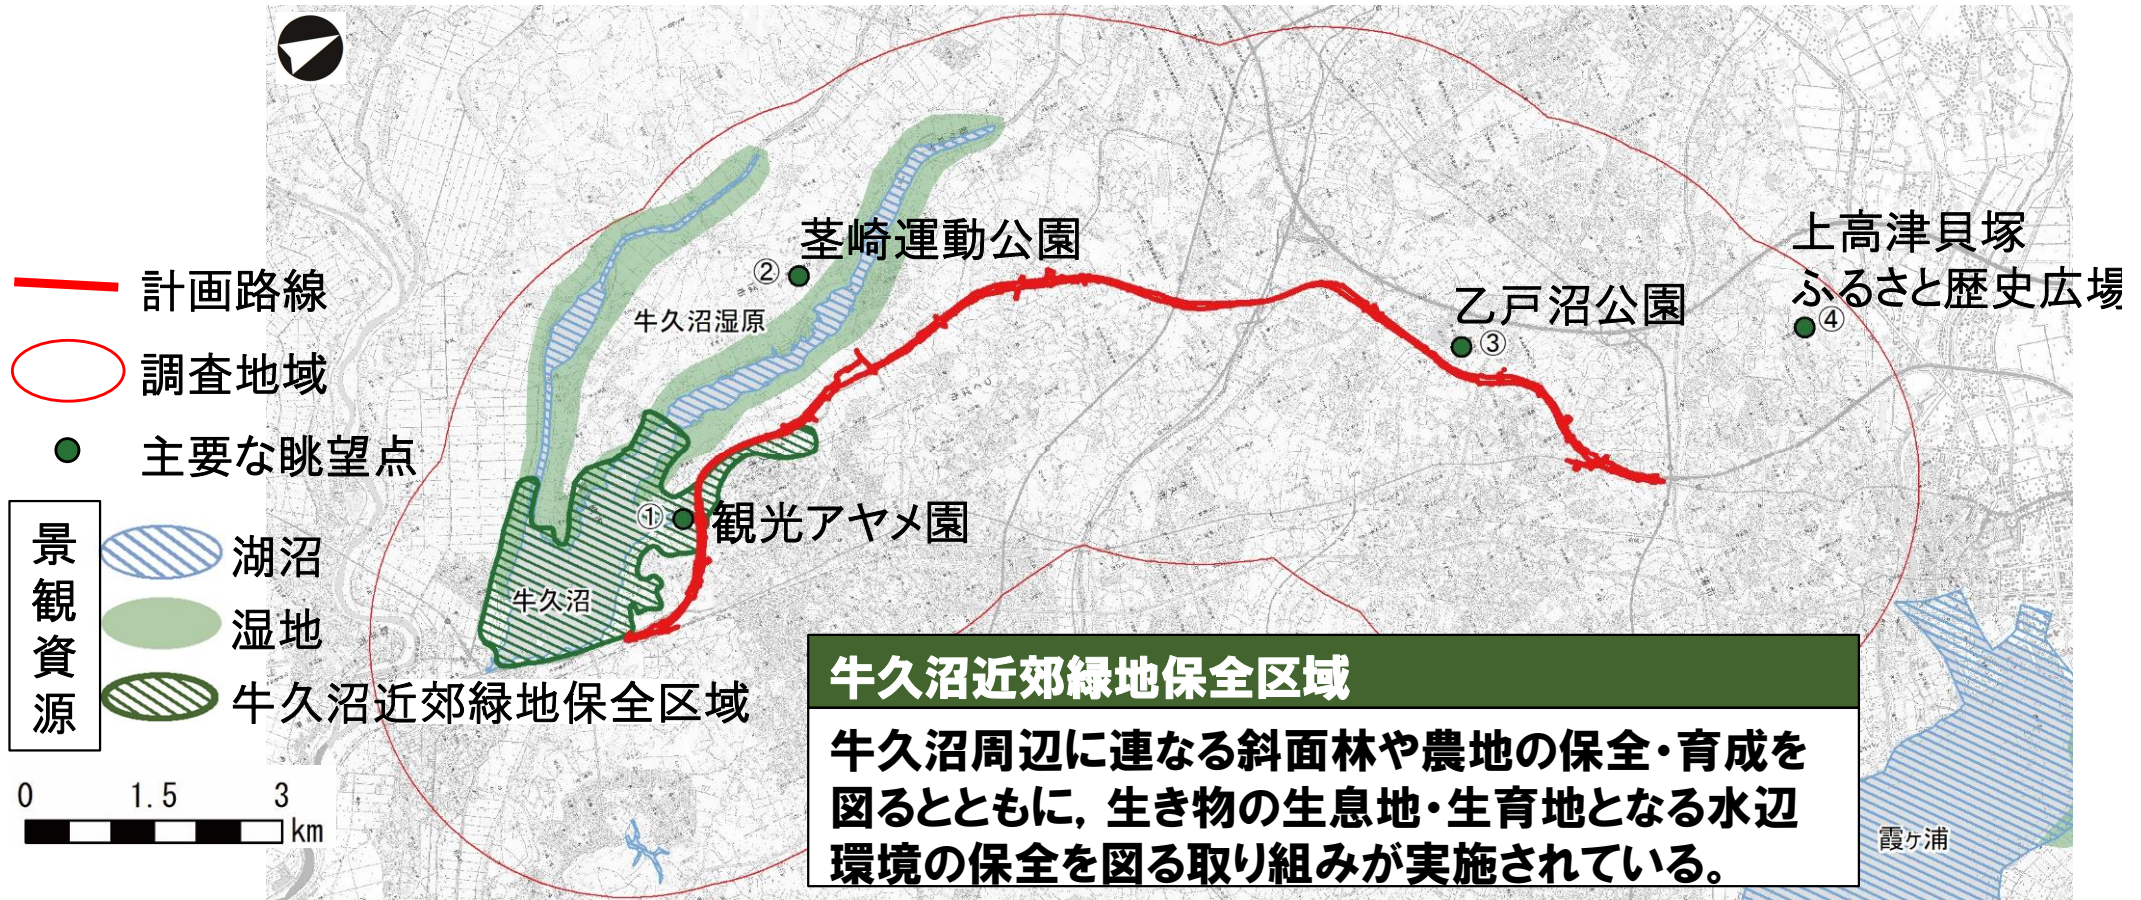 茎崎運動公園
②
牛久沼湿原
上高津貝塚
ふるさと歴史広場
④
乙戸沼公園
③
①
観光アヤメ園
牛久沼
霞ヶ浦
計画路線
調査地域
主要な眺望点
景観資源
湖沼
湿地
牛久沼近郊緑地保全区域
0 1.5 3
km
牛久沼近郊緑地保全区域
牛久沼周辺に連なる斜面林や農地の保全・育成を
図るとともに，生き物の生息地・生育地となる水辺
環境の保全を図る取り組みが実施されている。